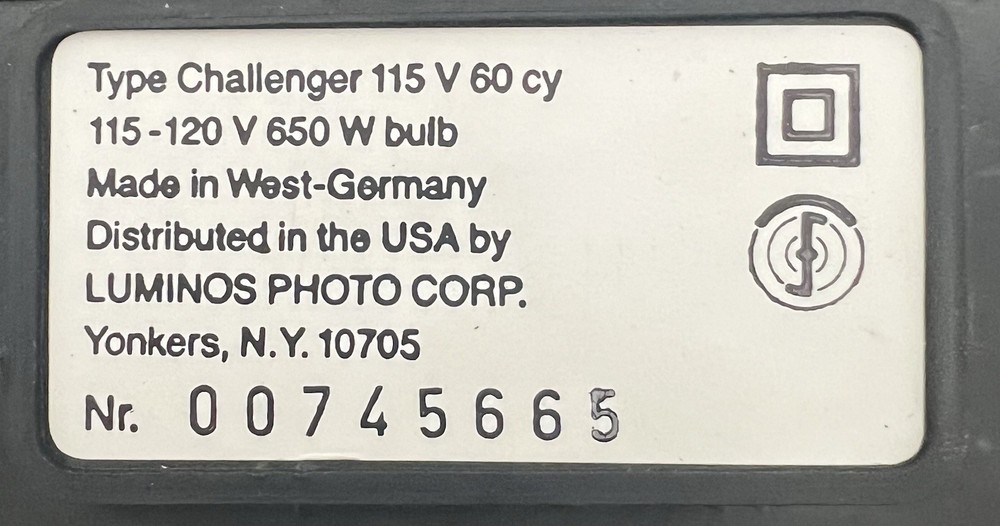 Type Challenger 115 V 60 cy
115-120 V 650 W bulb
Made in West-Germany
Distributed in the USA by
LUMINOS PHOTO CORP.
Yonkers, N.Y. 10705
Nr. 00745665